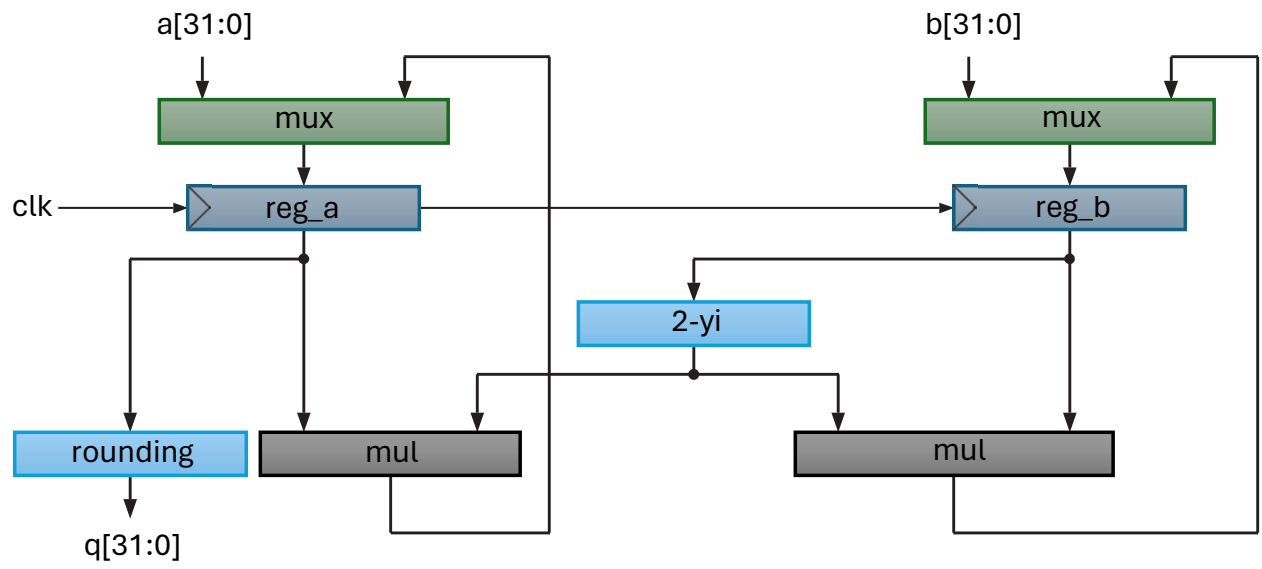 a[31:0]
b[31:0]
mux
mux
clk
reg_a
reg_b
2-yi
rounding
mul
mul
q[31:0]